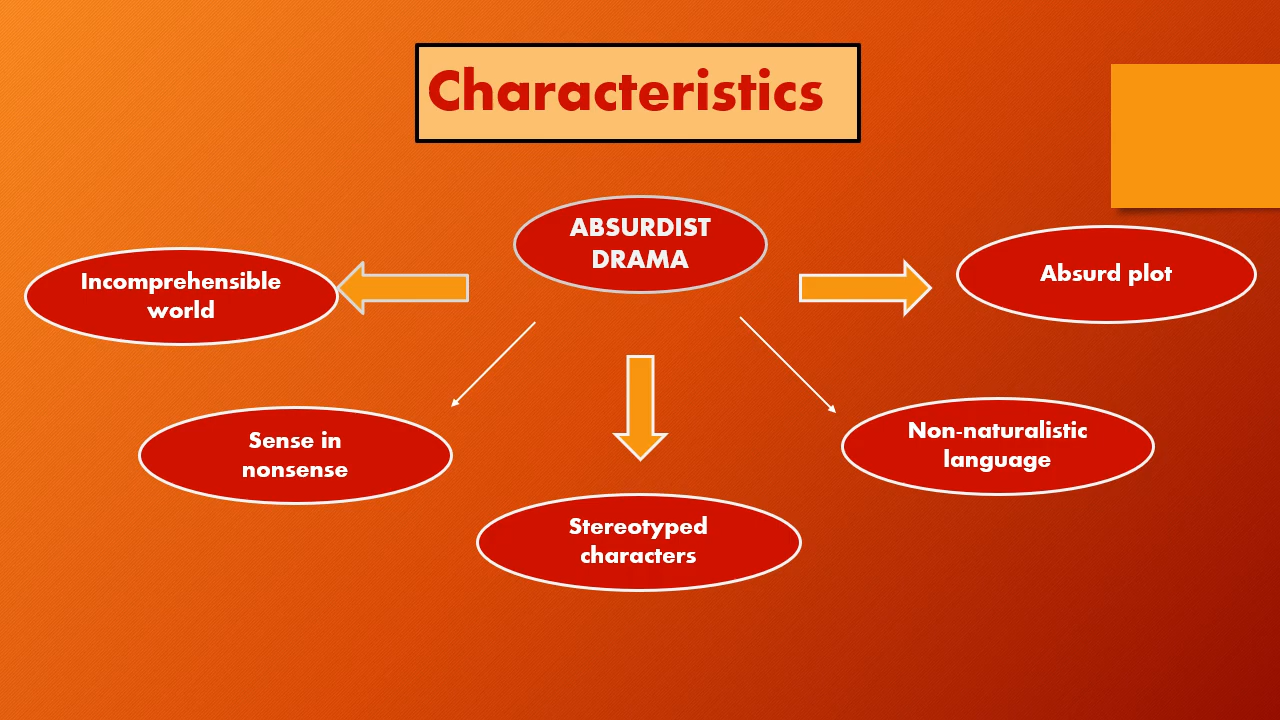 Characteristics
ABSURDIST
DRAMA
Incomprehensible
world
Absurd plot
Sense in
nonsense
Non-naturalistic
language
Stereotyped
characters